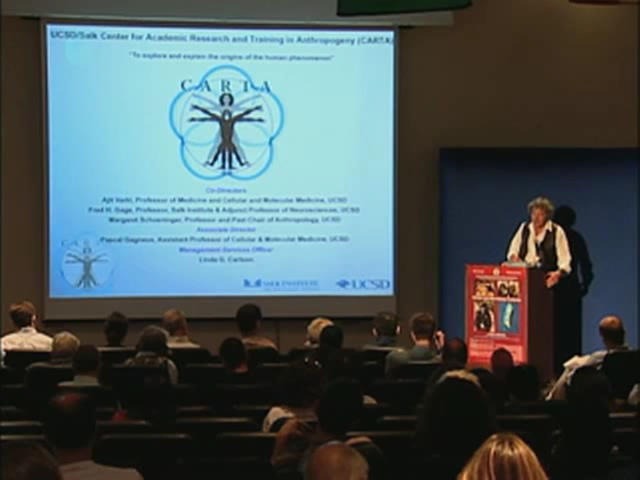 UCSD/Salk Center for Academic Research and Training in Anthropogeny (CARTA)
"To explore and explain the origins of the human phenomenon"
CARTA
Co-Directors
Ajit Varki, Professor of Medicine and Cellular and Molecular Medicine, UCSD
Fred H. Gage, Professor, Salk Institute & Adjunct Professor of Neurosciences, UCSD
Margaret Schoeninger, Professor and Past Chair of Anthropology, UCSD
Associate Director
Pascal Gagneux, Assistant Professor of Cellular & Molecular Medicine, UCSD
Management Services Officer
Linda G. Carlson
SALK INSTITUTE
UCSD